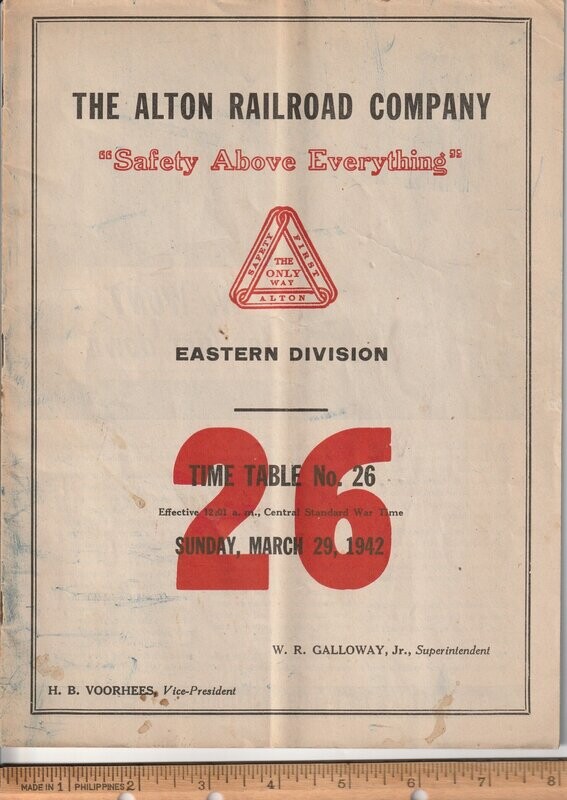 THE ALTON RAILROAD COMPANY
"Safety Above Everything"
SAFETY FIRST
THE
ONLY
WAY
ALTON
EASTERN DIVISION
26
TIME TABLE No. 26
Effective 12:01 a. m., Central Standard War Time
SUNDAY, MARCH 29, 1942
W. R. GALLOWAY, Jr., Superintendent
H. B. VOORHEES, Vice-President
MADE IN 1 PHILIPPINES 2 3 4 5 6 7 8